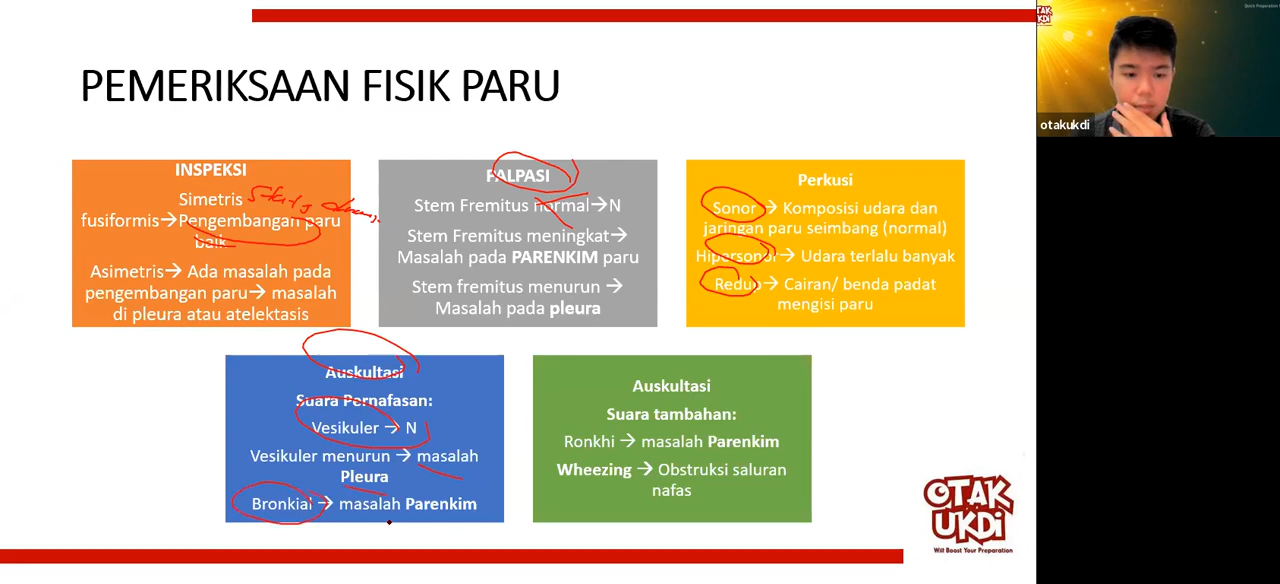 PEMERIKSAAN FISIK PARU
INSPEKSI
Simetris
fusiformis→Pengembangan paru
baik
Asimetris→ Ada masalah pada
pengembangan paru→ masalah
di pleura atau atelektasis
PALPASI
Stem Fremitus normal→N
Stem Fremitus meningkat→
Masalah pada PARENKIM paru
Stem fremitus menurun →
Masalah pada pleura
Perkusi
Sonor → Komposisi udara dan
jaringan paru seimbang (normal)
Hipersonor → Udara terlalu banyak
Redup → Cairan/ benda padat
mengisi paru
Auskultasi
Suara Pernafasan:
Vesikuler → N
Vesikuler menurun → masalah
Pleura
Bronkial → masalah Parenkim
Auskultasi
Suara tambahan:
Ronkhi → masalah Parenkim
Wheezing → Obstruksi saluran
nafas
OTAK
UKDI
Will Boost Your Preparation
otakukdi